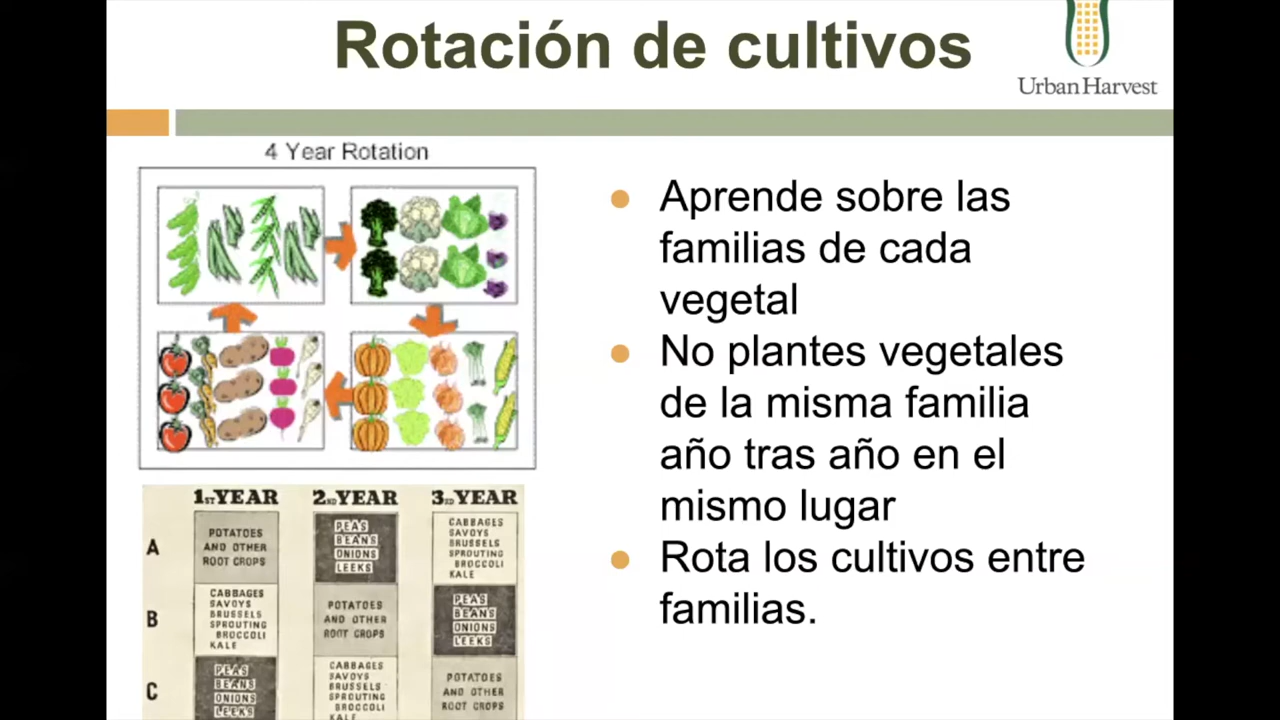 Rotación de cultivos
Urban Harvest
4 Year Rotation
Aprende sobre las
familias de cada
vegetal
No plantes vegetales
de la misma familia
año tras año en el
mismo lugar
Rota los cultivos entre
familias.
1ST YEAR 2ND YEAR 3RD YEAR
A
POTATOES
AND OTHER
ROOT CROPS
PEAS
BEANS
ONIONS
LEEKS
CABBAGES
SAVOYS
BRUSSELS
SPROUTING
BROCCOLI
KALE
B
CABBAGES
SAVOYS
BRUSSELS
SPROUTING
BROCCOLI
KALE
POTATOES
AND OTHER
ROOT CROPS
PEAS
BEANS
ONIONS
LEEKS
C
PEAS
BEANS
ONIONS
LEEKS
CABBAGES
SAVOYS
BRUSSELS
SPROUTING
BROCCOLI
KALE
POTATOES
AND OTHER
ROOT CROPS